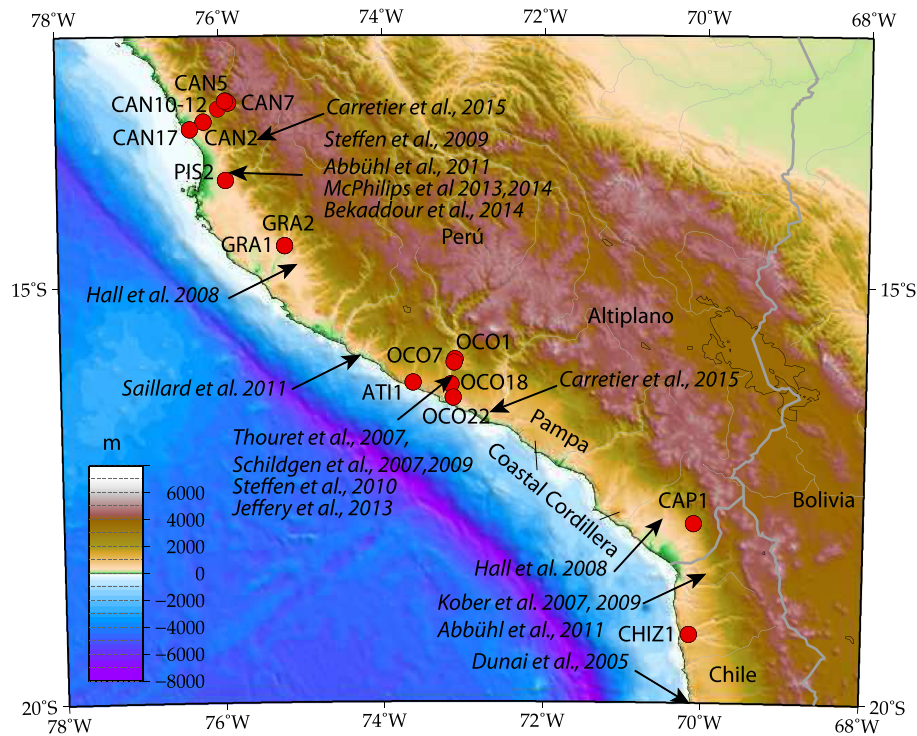 78˚W 76˚W 74˚W 72˚W 70˚W 68˚W
CAN5
CAN10-12 CAN7
CAN17 CAN2
Carretier et al., 2015
Steffen et al., 2009
Abbühl et al., 2011
McPhilips et al 2013,2014
Bekaddour et al., 2014
PIS2
GRA2
GRA1
Perú
15˚S 15˚S
Hall et al. 2008
Altiplano
OCO7 OCO1
Saillard et al. 2011
ATI1
OCO18
Carretier et al., 2015
OCO22
Pampa
Thouret et al., 2007,
Schildgen et al., 2007,2009
Steffen et al., 2010
Jeffery et al., 2013
Coastal Cordillera
m
6000
4000
2000
0
−2000
−4000
−6000
−8000
CAP1
Bolivia
Hall et al. 2008
Kober et al. 2007, 2009
Abbühl et al., 2011
CHIZ1
Dunai et al., 2005
Chile
20˚S 20˚S
78˚W 76˚W 74˚W 72˚W 70˚W 68˚W